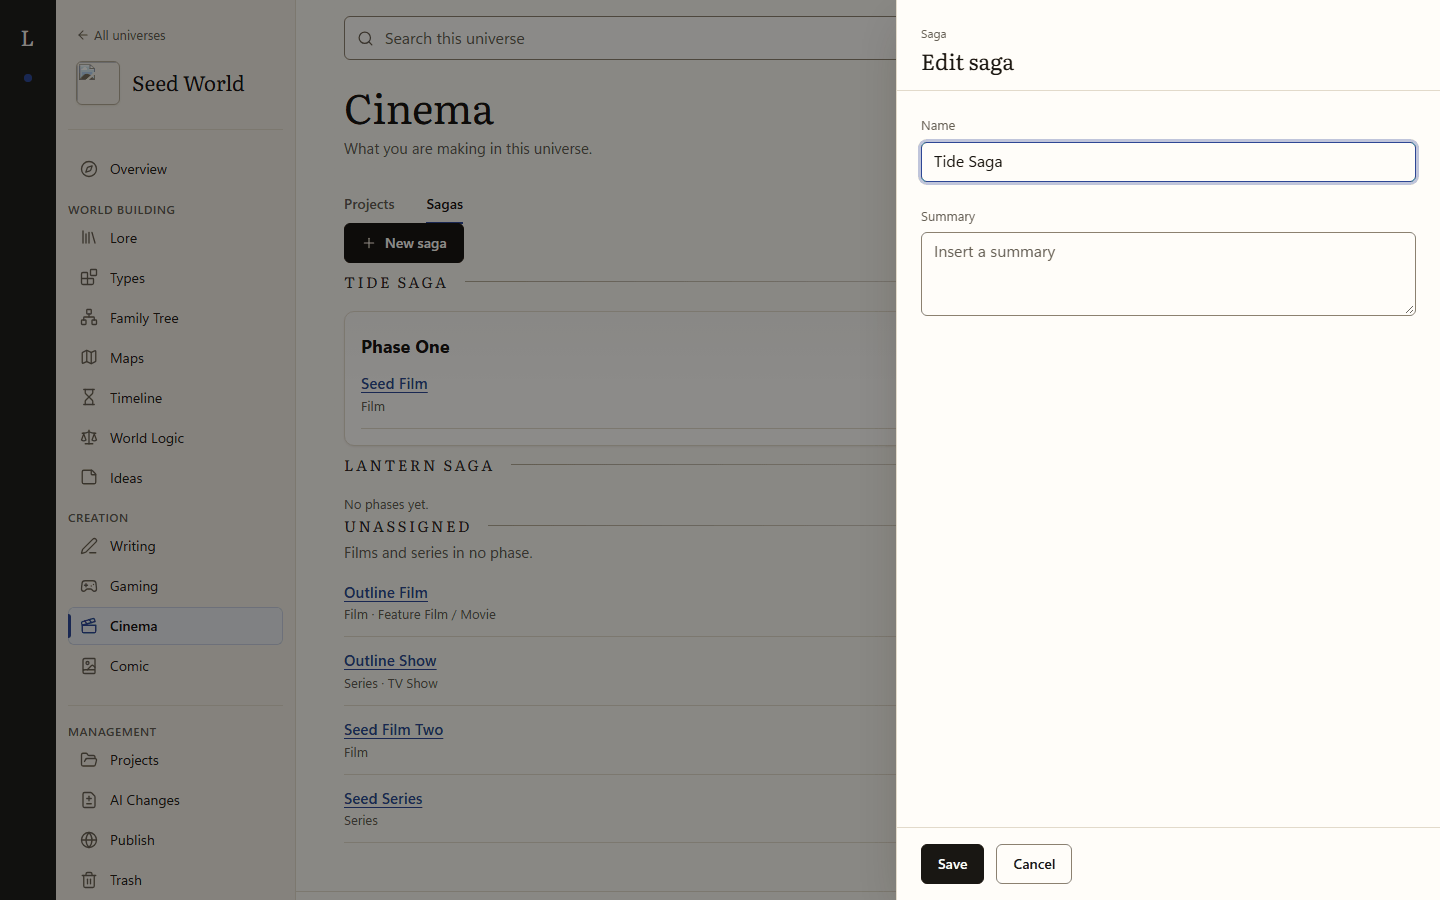 L
All universes
Seed World
Overview
WORLD BUILDING
Lore
Types
Family Tree
Maps
Timeline
World Logic
Ideas
CREATION
Writing
Gaming
Cinema
Comic
MANAGEMENT
Projects
AI Changes
Publish
Trash
Search this universe
Cinema
What you are making in this universe.
Projects Sagas
New saga
TIDE SAGA
Phase One
Seed Film
Film
LANTERN SAGA
No phases yet.
UNASSIGNED
Films and series in no phase.
Outline Film
Film · Feature Film / Movie
Outline Show
Series · TV Show
Seed Film Two
Film
Seed Series
Series
Saga
Edit saga
Name
Tide Saga
Summary
Insert a summary
Save Cancel